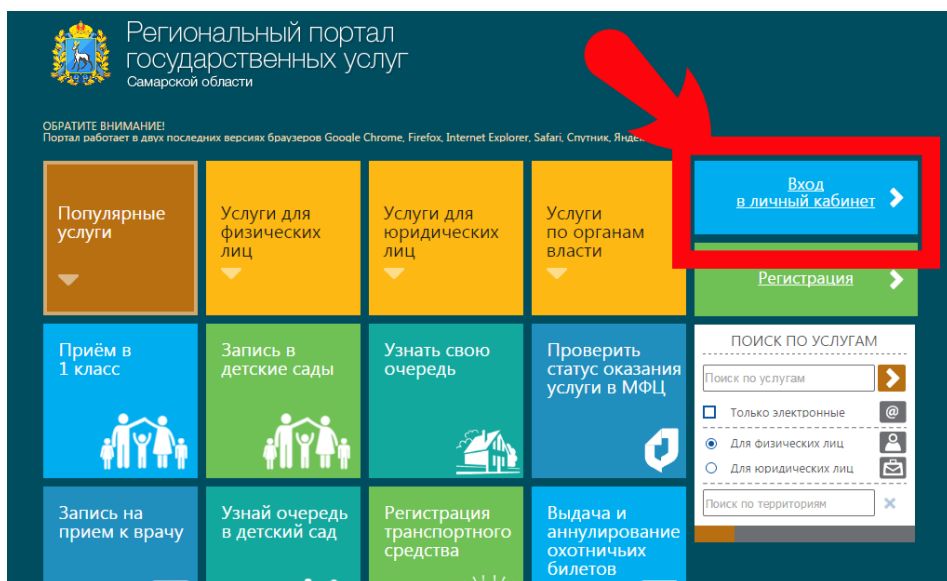 Региональный портал
государственных услуг
Самарской области
ОБРАТИТЕ ВНИМАНИЕ!
Портал работает в двух последних версиях браузеров Google Chrome, Firefox, Internet Explorer, Safari, Спутник,
Популярные
услуги
Услуги для
физических
лиц
Услуги для
юридических
лиц
Услуги
по органам
власти
Вход
в личный кабинет
Регистрация
Приём в
1 класс
Запись в
детские сады
Узнать свою
очередь
Проверить
статус оказания
услуги в МФЦ
ПОИСК ПО УСЛУГАМ
Поиск по услугам
Только электронные
@
Для физических лиц
Для юридических лиц
Поиск по территориям
Запись на
прием к врачу
Узнай очередь
в детский сад
Регистрация
транспортного
средства
Выдача и
аннулирование
охотничьих
билетов